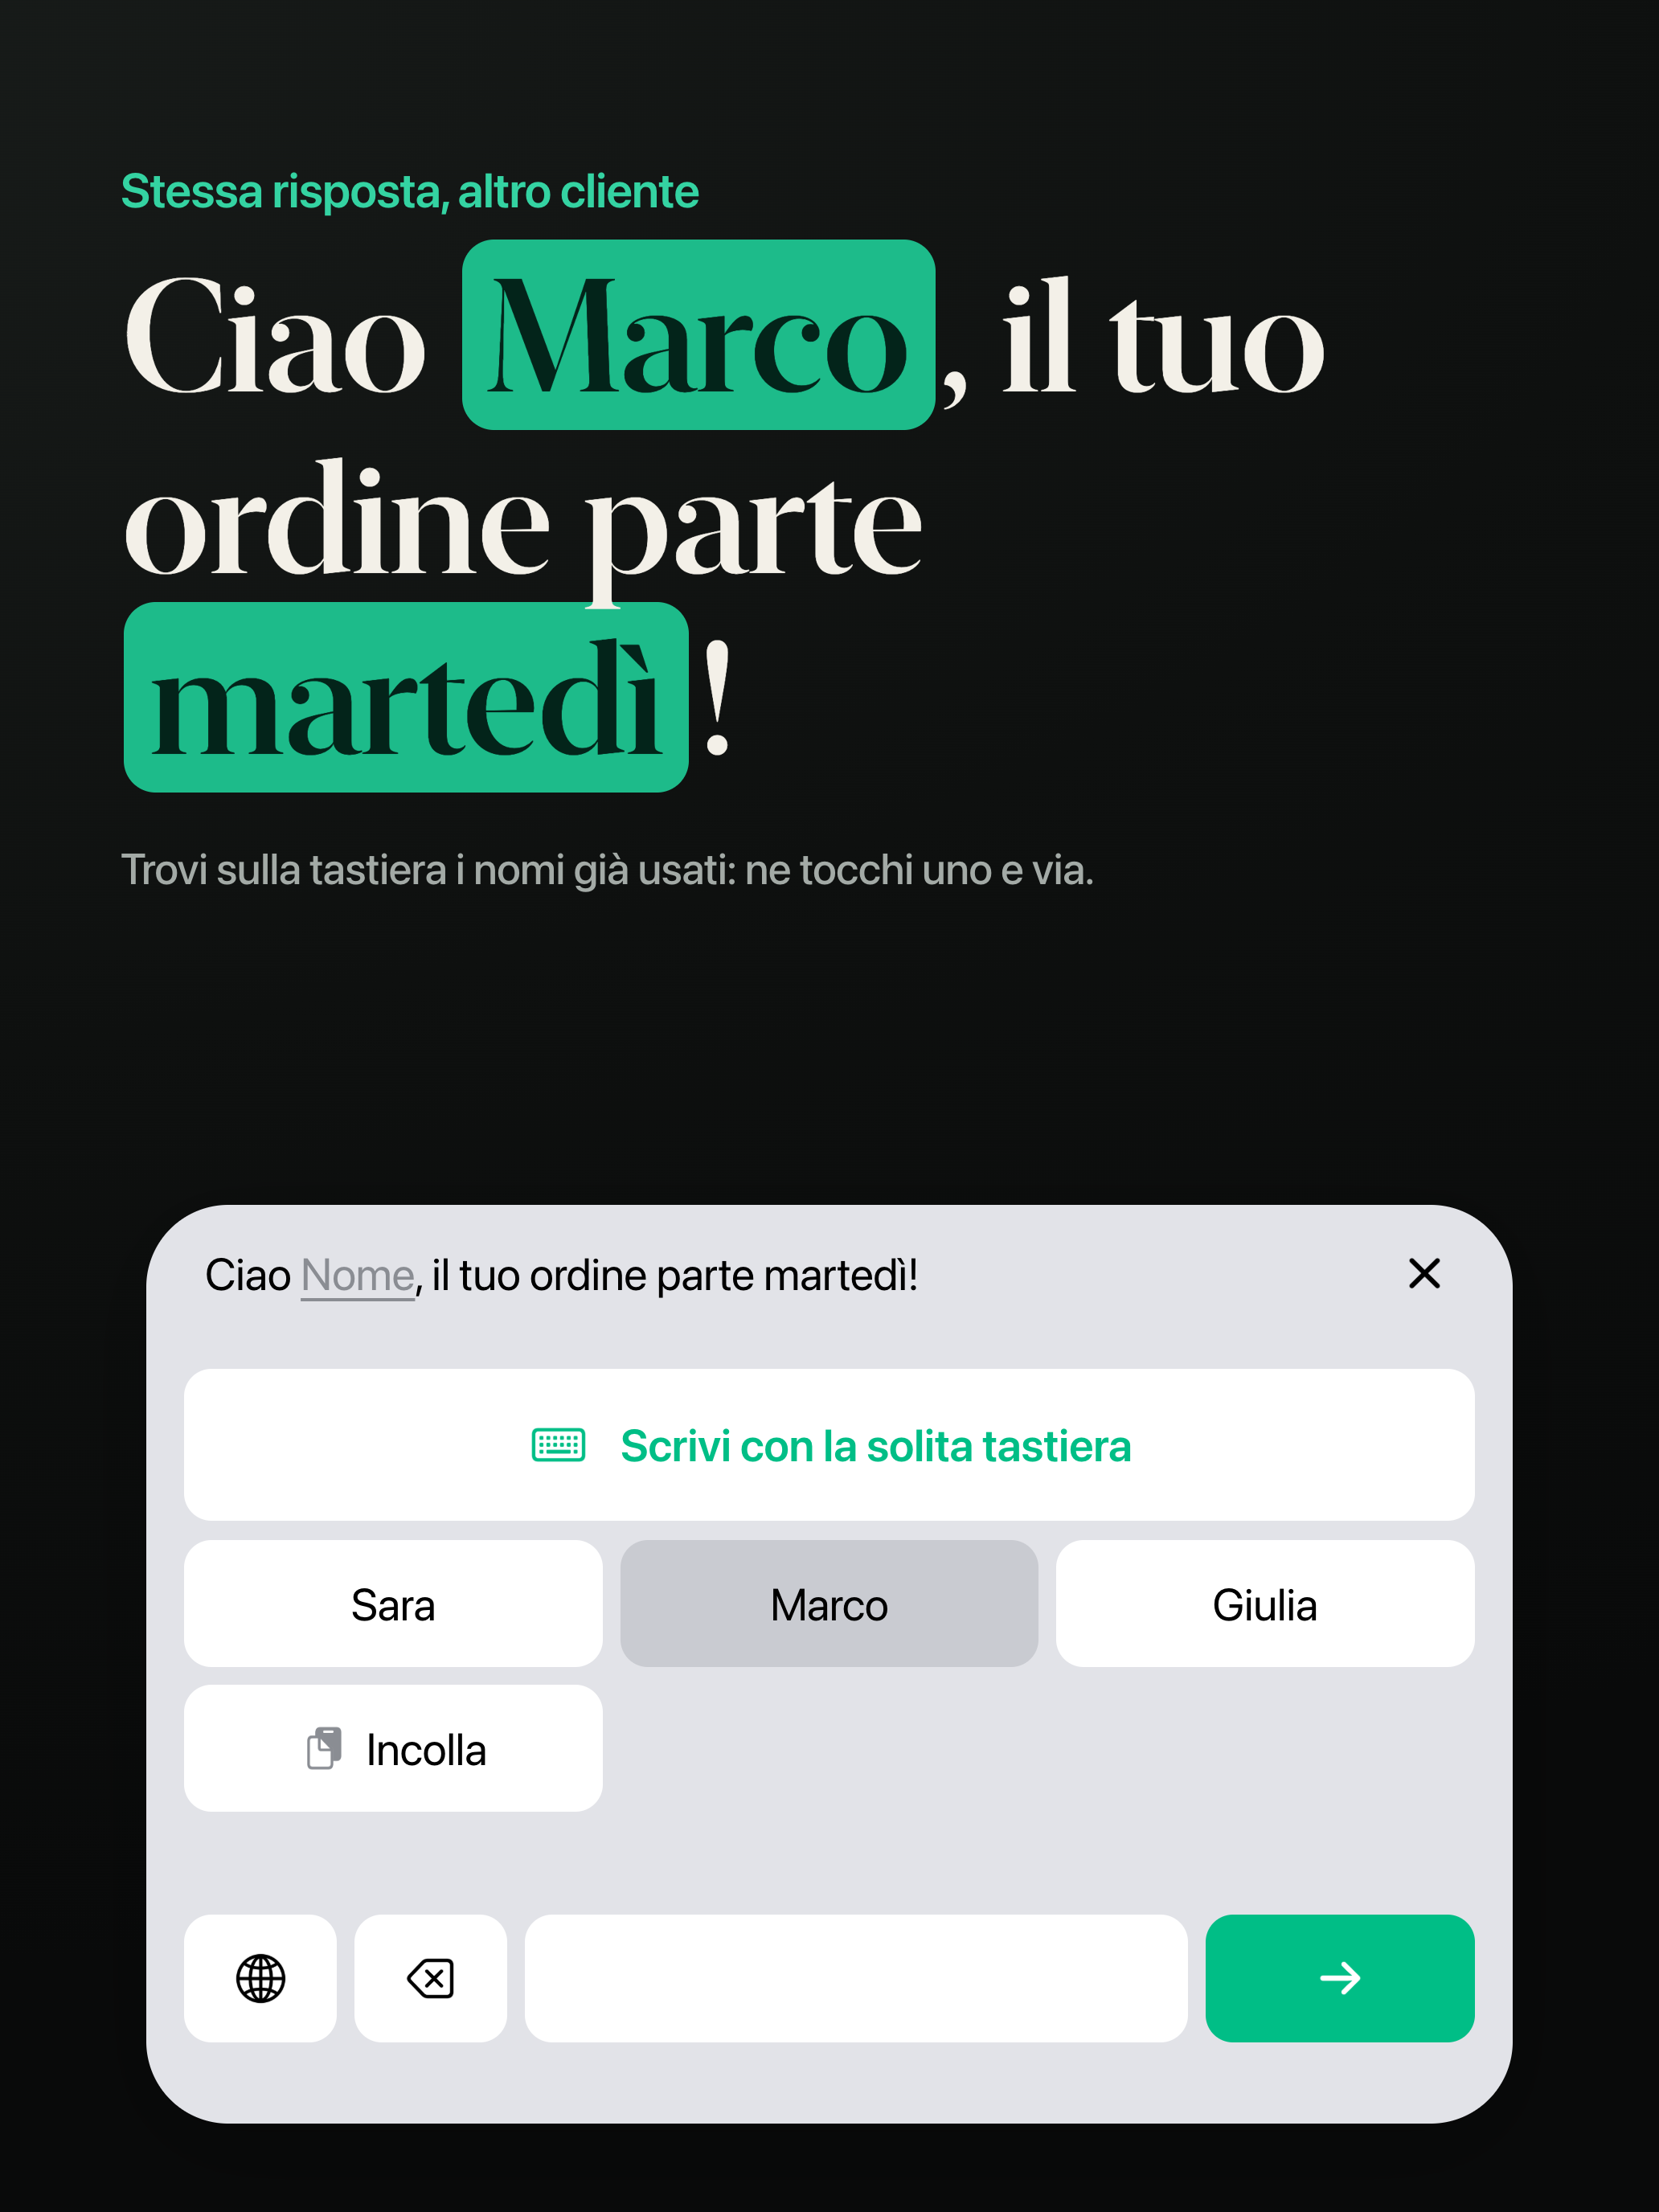 Stessa risposta, altro cliente
Ciao Marco, il tuo
ordine parte
martedì!
Trovi sulla tastiera i nomi già usati: ne tocchi uno e via.
Ciao Nome, il tuo ordine parte martedì!
Scrivi con la solita tastiera
Sara
Marco
Giulia
Incolla